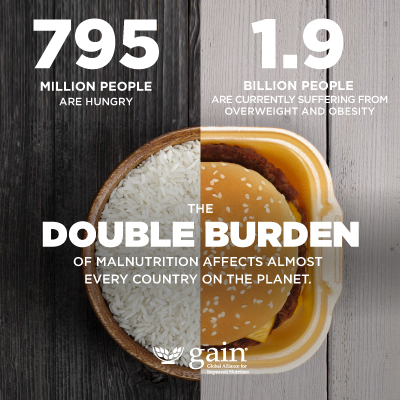 795
MILLION PEOPLE
ARE HUNGRY
1.9
BILLION PEOPLE
ARE CURRENTLY SUFFERING FROM
OVERWEIGHT AND OBESITY
THE
DOUBLE BURDEN
OF MALNUTRITION AFFECTS ALMOST
EVERY COUNTRY ON THE PLANET.
gain
Global Alliance for
Improved Nutrition